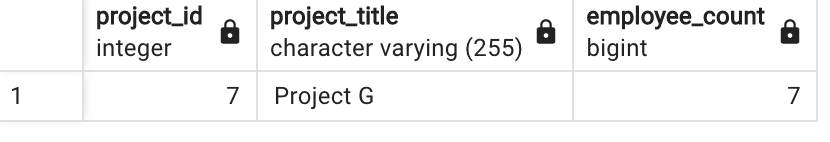 project_id project_title employee_count
integer character varying (255) bigint
1 7 Project G 7